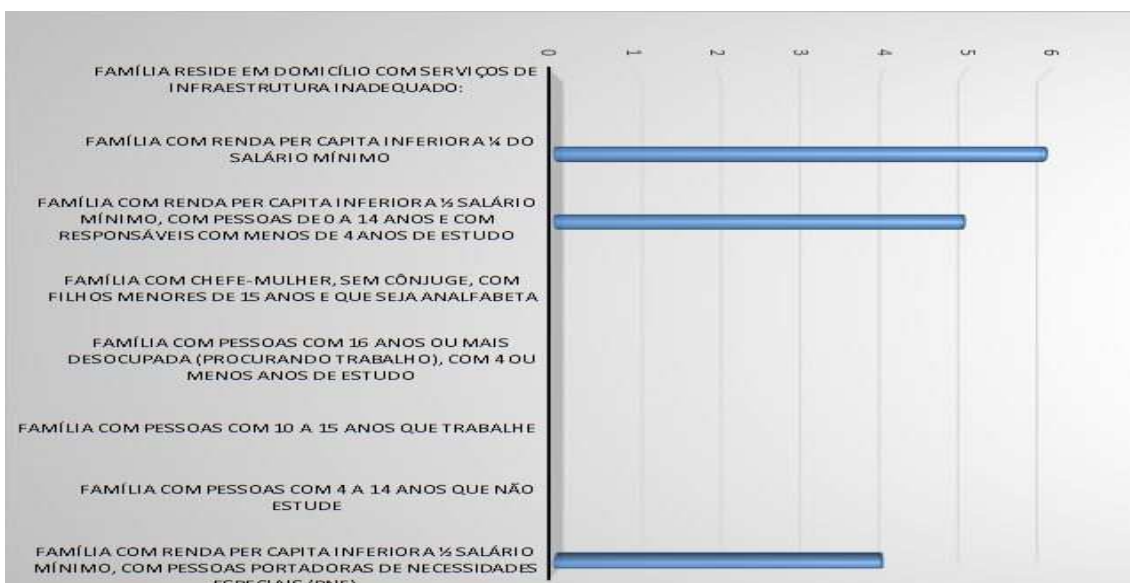 0 1 2 3 4 5 6
FAMÍLIA RESIDE EM DOMICÍLIO COM SERVIÇOS DE
INFRAESTRUTURA INADEQUADO:
FAMÍLIA COM RENDA PER CAPITA INFERIOR A ¼ DO
SALÁRIO MÍNIMO
FAMÍLIA COM RENDA PER CAPITA INFERIOR A ½ SALÁRIO
MÍNIMO, COM PESSOAS DE 0 A 14 ANOS E COM
RESPONSÁVEIS COM MENOS DE 4 ANOS DE ESTUDO
FAMÍLIA COM CHEFE-MULHER, SEM CÔNJUGE, COM
FILHOS MENORES DE 15 ANOS E QUE SEJA ANALFABETA
FAMÍLIA COM PESSOAS COM 16 ANOS OU MAIS
DESOCUPADA (PROCURANDO TRABALHO), COM 4 OU
MENOS ANOS DE ESTUDO
FAMÍLIA COM PESSOAS COM 10 A 15 ANOS QUE TRABALHE
FAMÍLIA COM PESSOAS COM 4 A 14 ANOS QUE NÃO
ESTUDE
FAMÍLIA COM RENDA PER CAPITA INFERIOR A ½ SALÁRIO
MÍNIMO, COM PESSOAS PORTADORAS DE NECESSIDADES
ESPECIAIS (PNE)